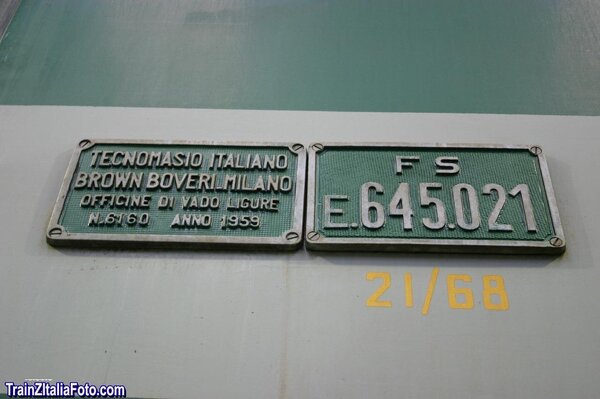 TECNOMASIO ITALIANO
BROWN BOVERI.MILANO
OFFICINE DI VADO LIGURE
N.6160 ANNO 1959
FS
E.645.021
21/68
TrainZItaliaFoto.com